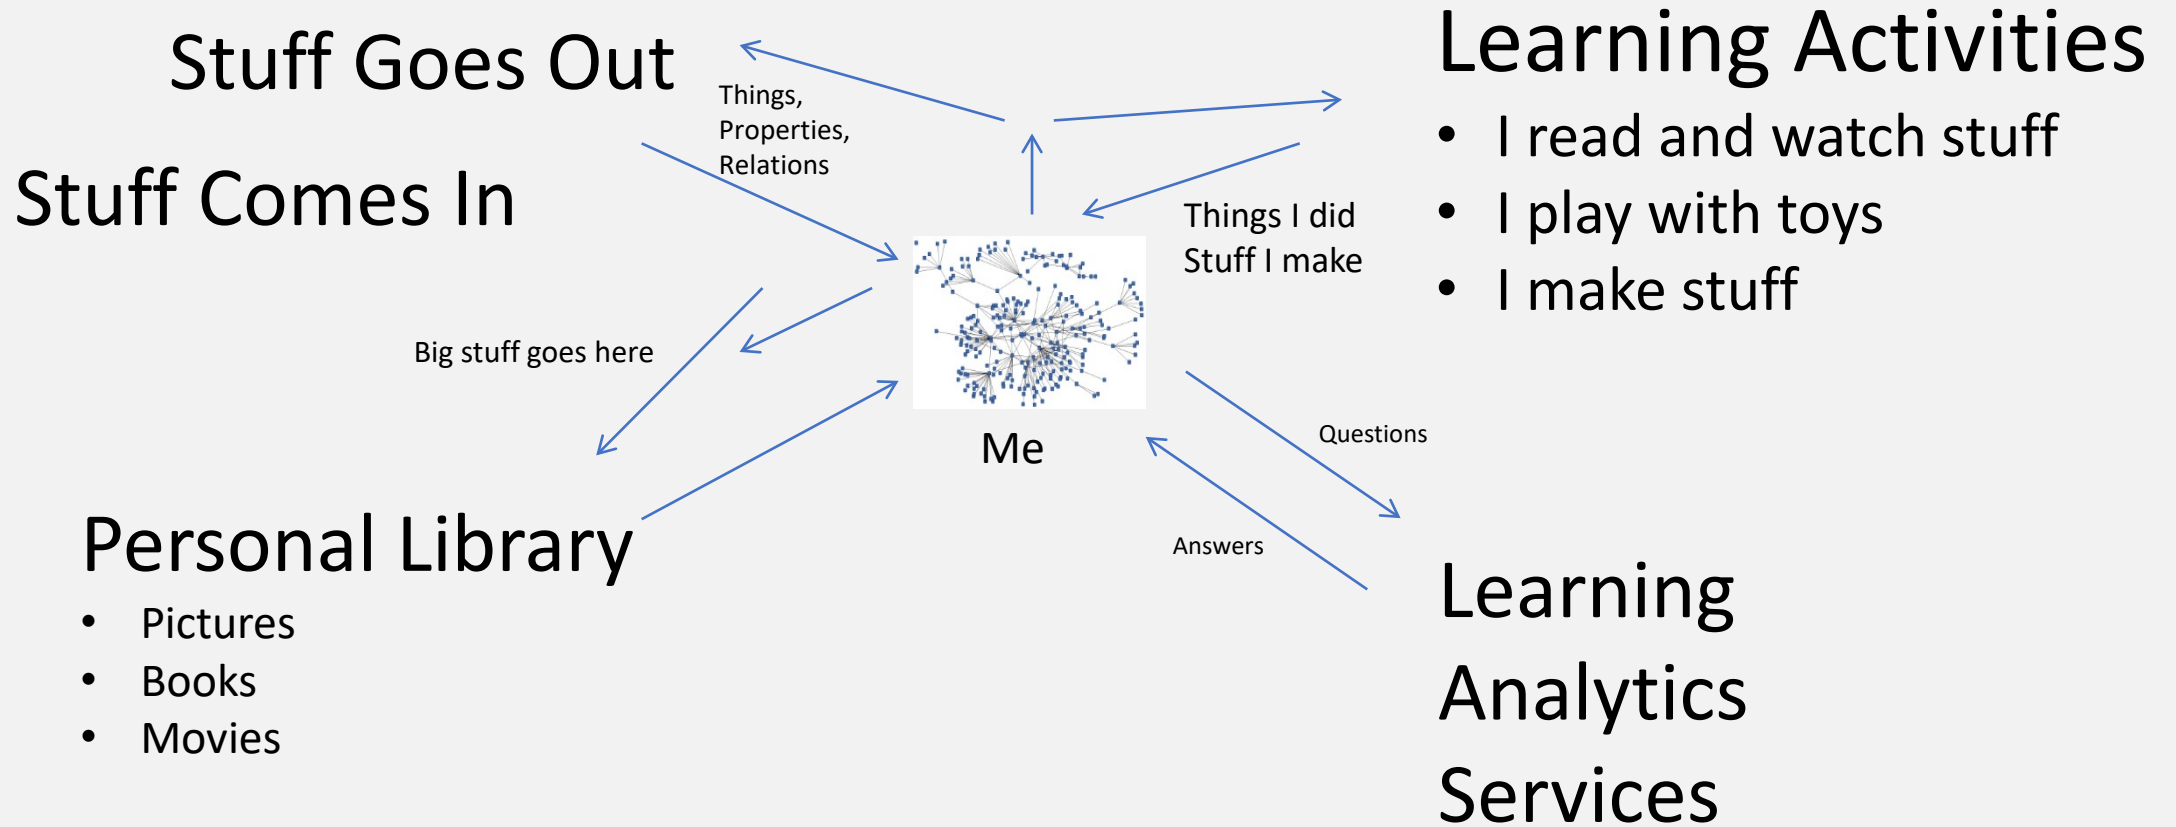 Stuff Goes Out
Things,
Properties,
Relations
Stuff Comes In
Learning Activities
• I read and watch stuff
• I play with toys
• I make stuff
Things I did
Stuff I make
Big stuff goes here
Me
Questions
Answers
Personal Library
• Pictures
• Books
• Movies
Learning
Analytics
Services